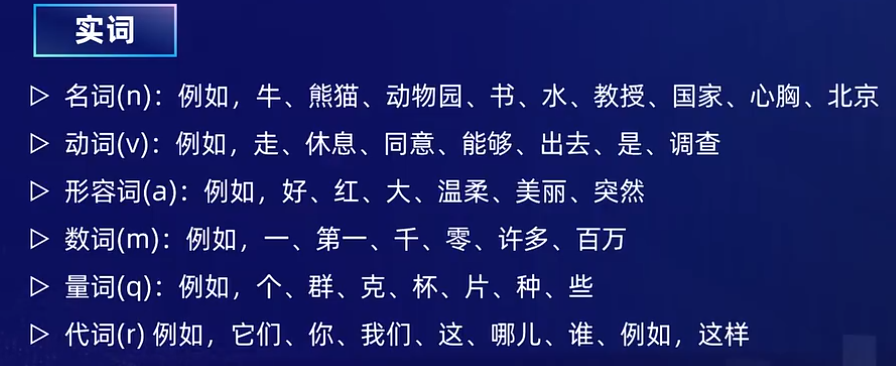 实词
▷ 名词(n)：例如，牛、熊猫、动物园、书、水、教授、国家、心胸、北京
▷ 动词(v)：例如，走、休息、同意、能够、出去、是、调查
▷ 形容词(a)：例如，好、红、大、温柔、美丽、突然
▷ 数词(m)：例如，一、第一、千、零、许多、百万
▷ 量词(q)：例如，个、群、克、杯、片、种、些
▷ 代词(r) 例如，它们、你、我们、这、哪儿、谁、例如，这样